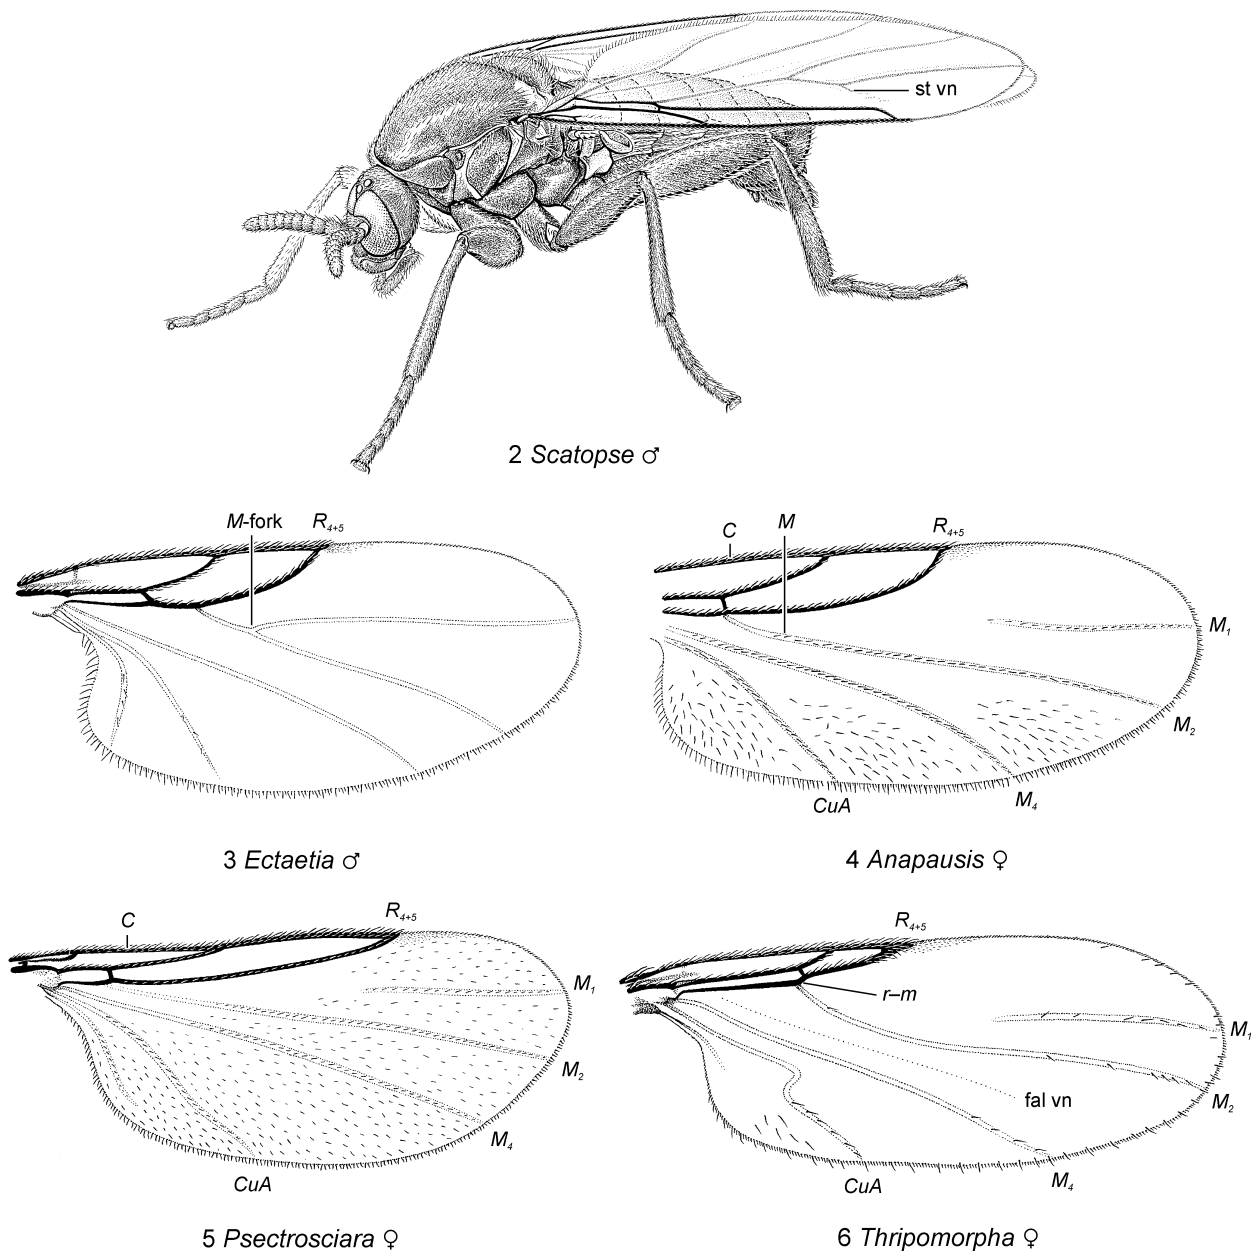 st vn
2 Scatopse ♂
M-fork R4+5
C M R4+5
M1
M2
CuA M4
3 Ectaetia ♂
4 Anapausis ♀
C R4+5
M1
M2
M4
CuA
5 Psectrosciara ♀
R4+5
r–m
M1
fal vn
M2
CuA M4
6 Thripomorpha ♀